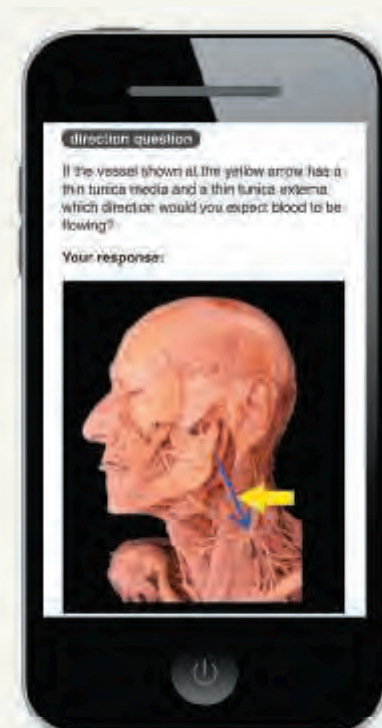 direction question
If the vessel shown at the yellow arrow has a
thin tunica media and a thin tunica externa
which direction would you expect blood to be
flowing?
Your response: